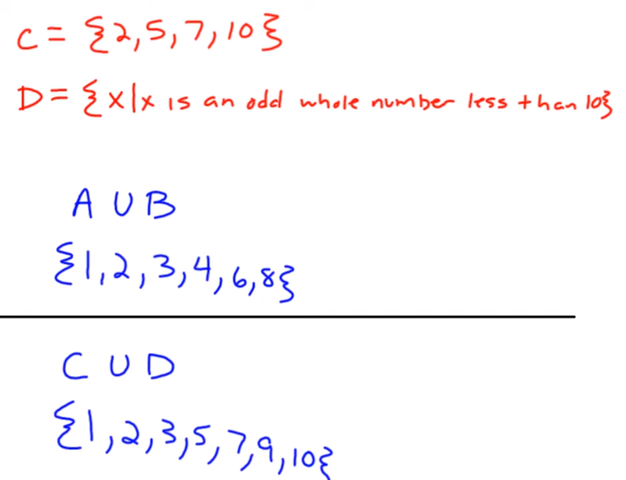 C = {2, 5, 7, 10}
D = {x|x is an odd whole number less than 10}
A ∪ B
{1, 2, 3, 4, 6, 8}
C ∪ D
{1, 2, 3, 5, 7, 9, 10}